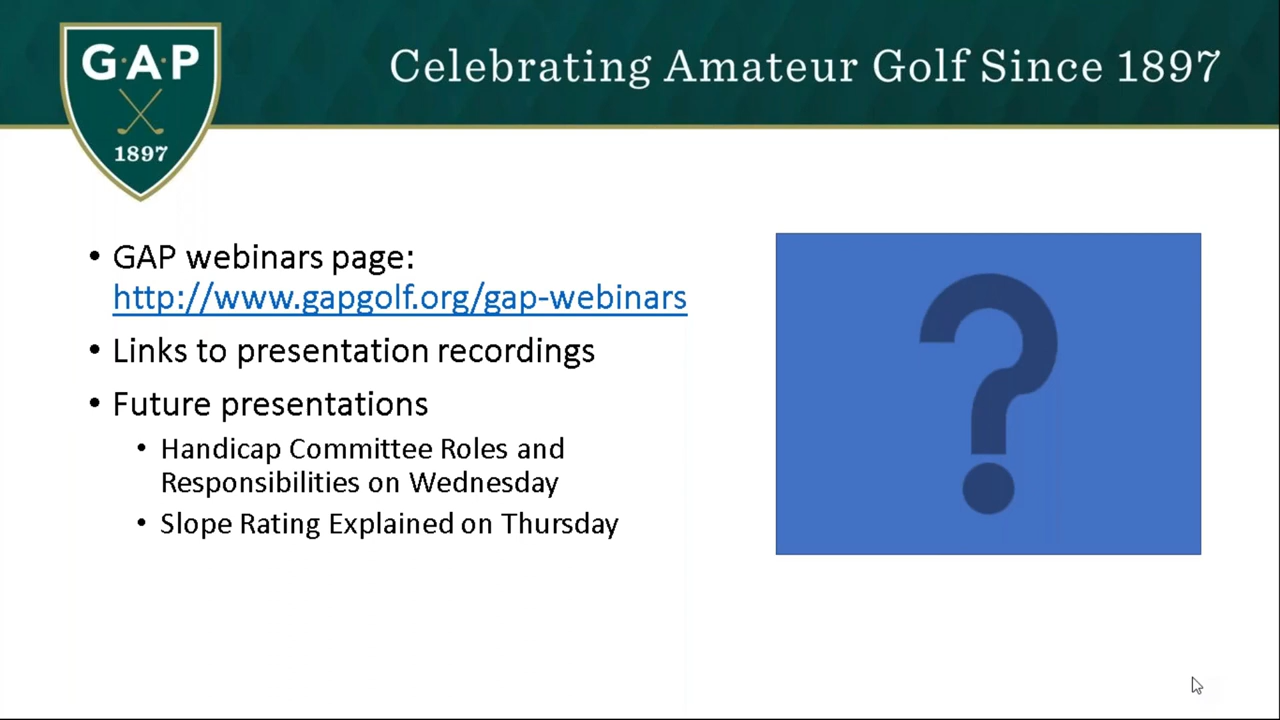 G·A·P
1897
Celebrating Amateur Golf Since 1897
• GAP webinars page:
http://www.gapgolf.org/gap-webinars
• Links to presentation recordings
• Future presentations
• Handicap Committee Roles and
Responsibilities on Wednesday
• Slope Rating Explained on Thursday
?